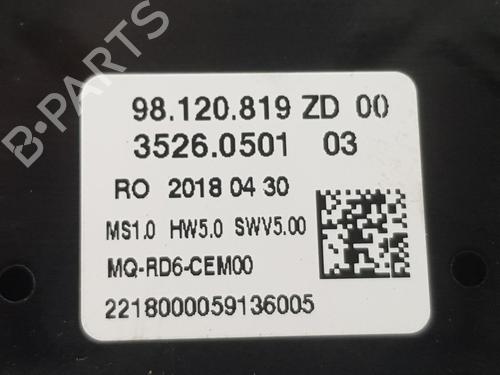 B-PARTS
98.120.819 ZD 00
3526.0501 03
RO 2018 04 30
MS1.0 HW5.0 SWV5.00
MQ-RD6-CEM00
2218000059136005